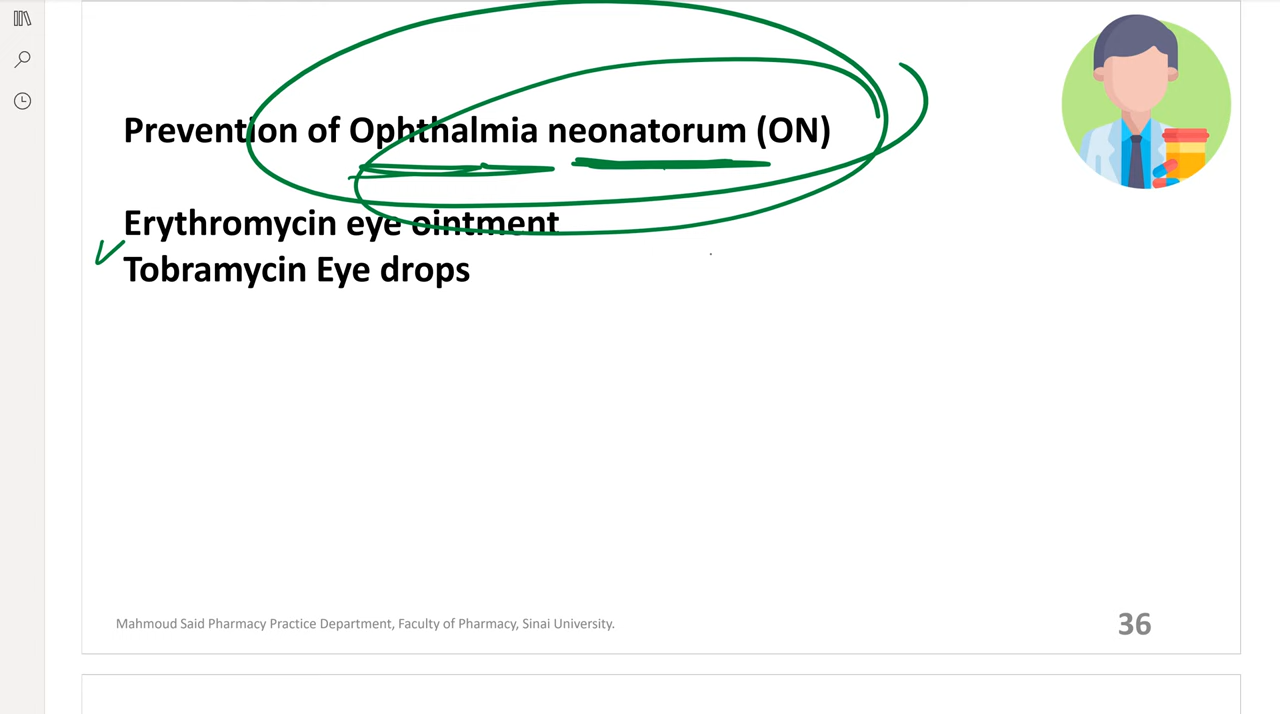 Prevention of Ophthalmia neonatorum (ON)
Erythromycin eye ointment
Tobramycin Eye drops
Mahmoud Said Pharmacy Practice Department, Faculty of Pharmacy, Sinai University.
36